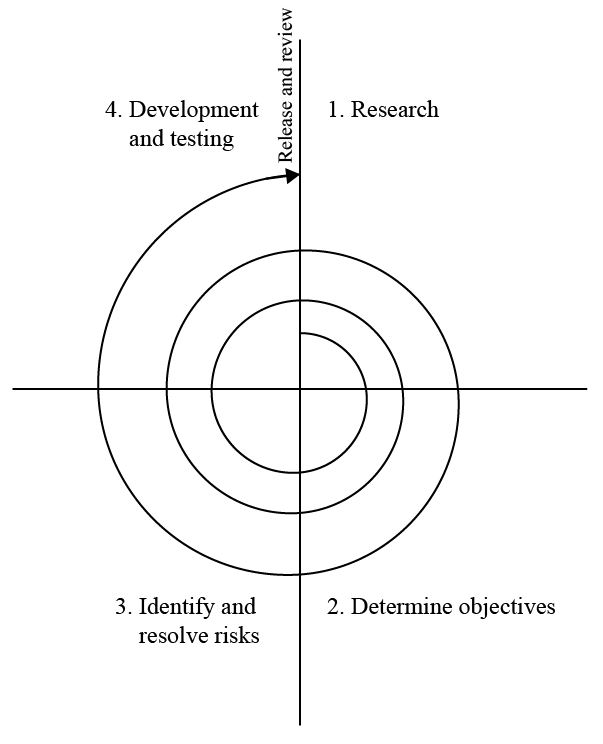 Release and review
4. Development
and testing
1. Research
3. Identify and
resolve risks
2. Determine objectives